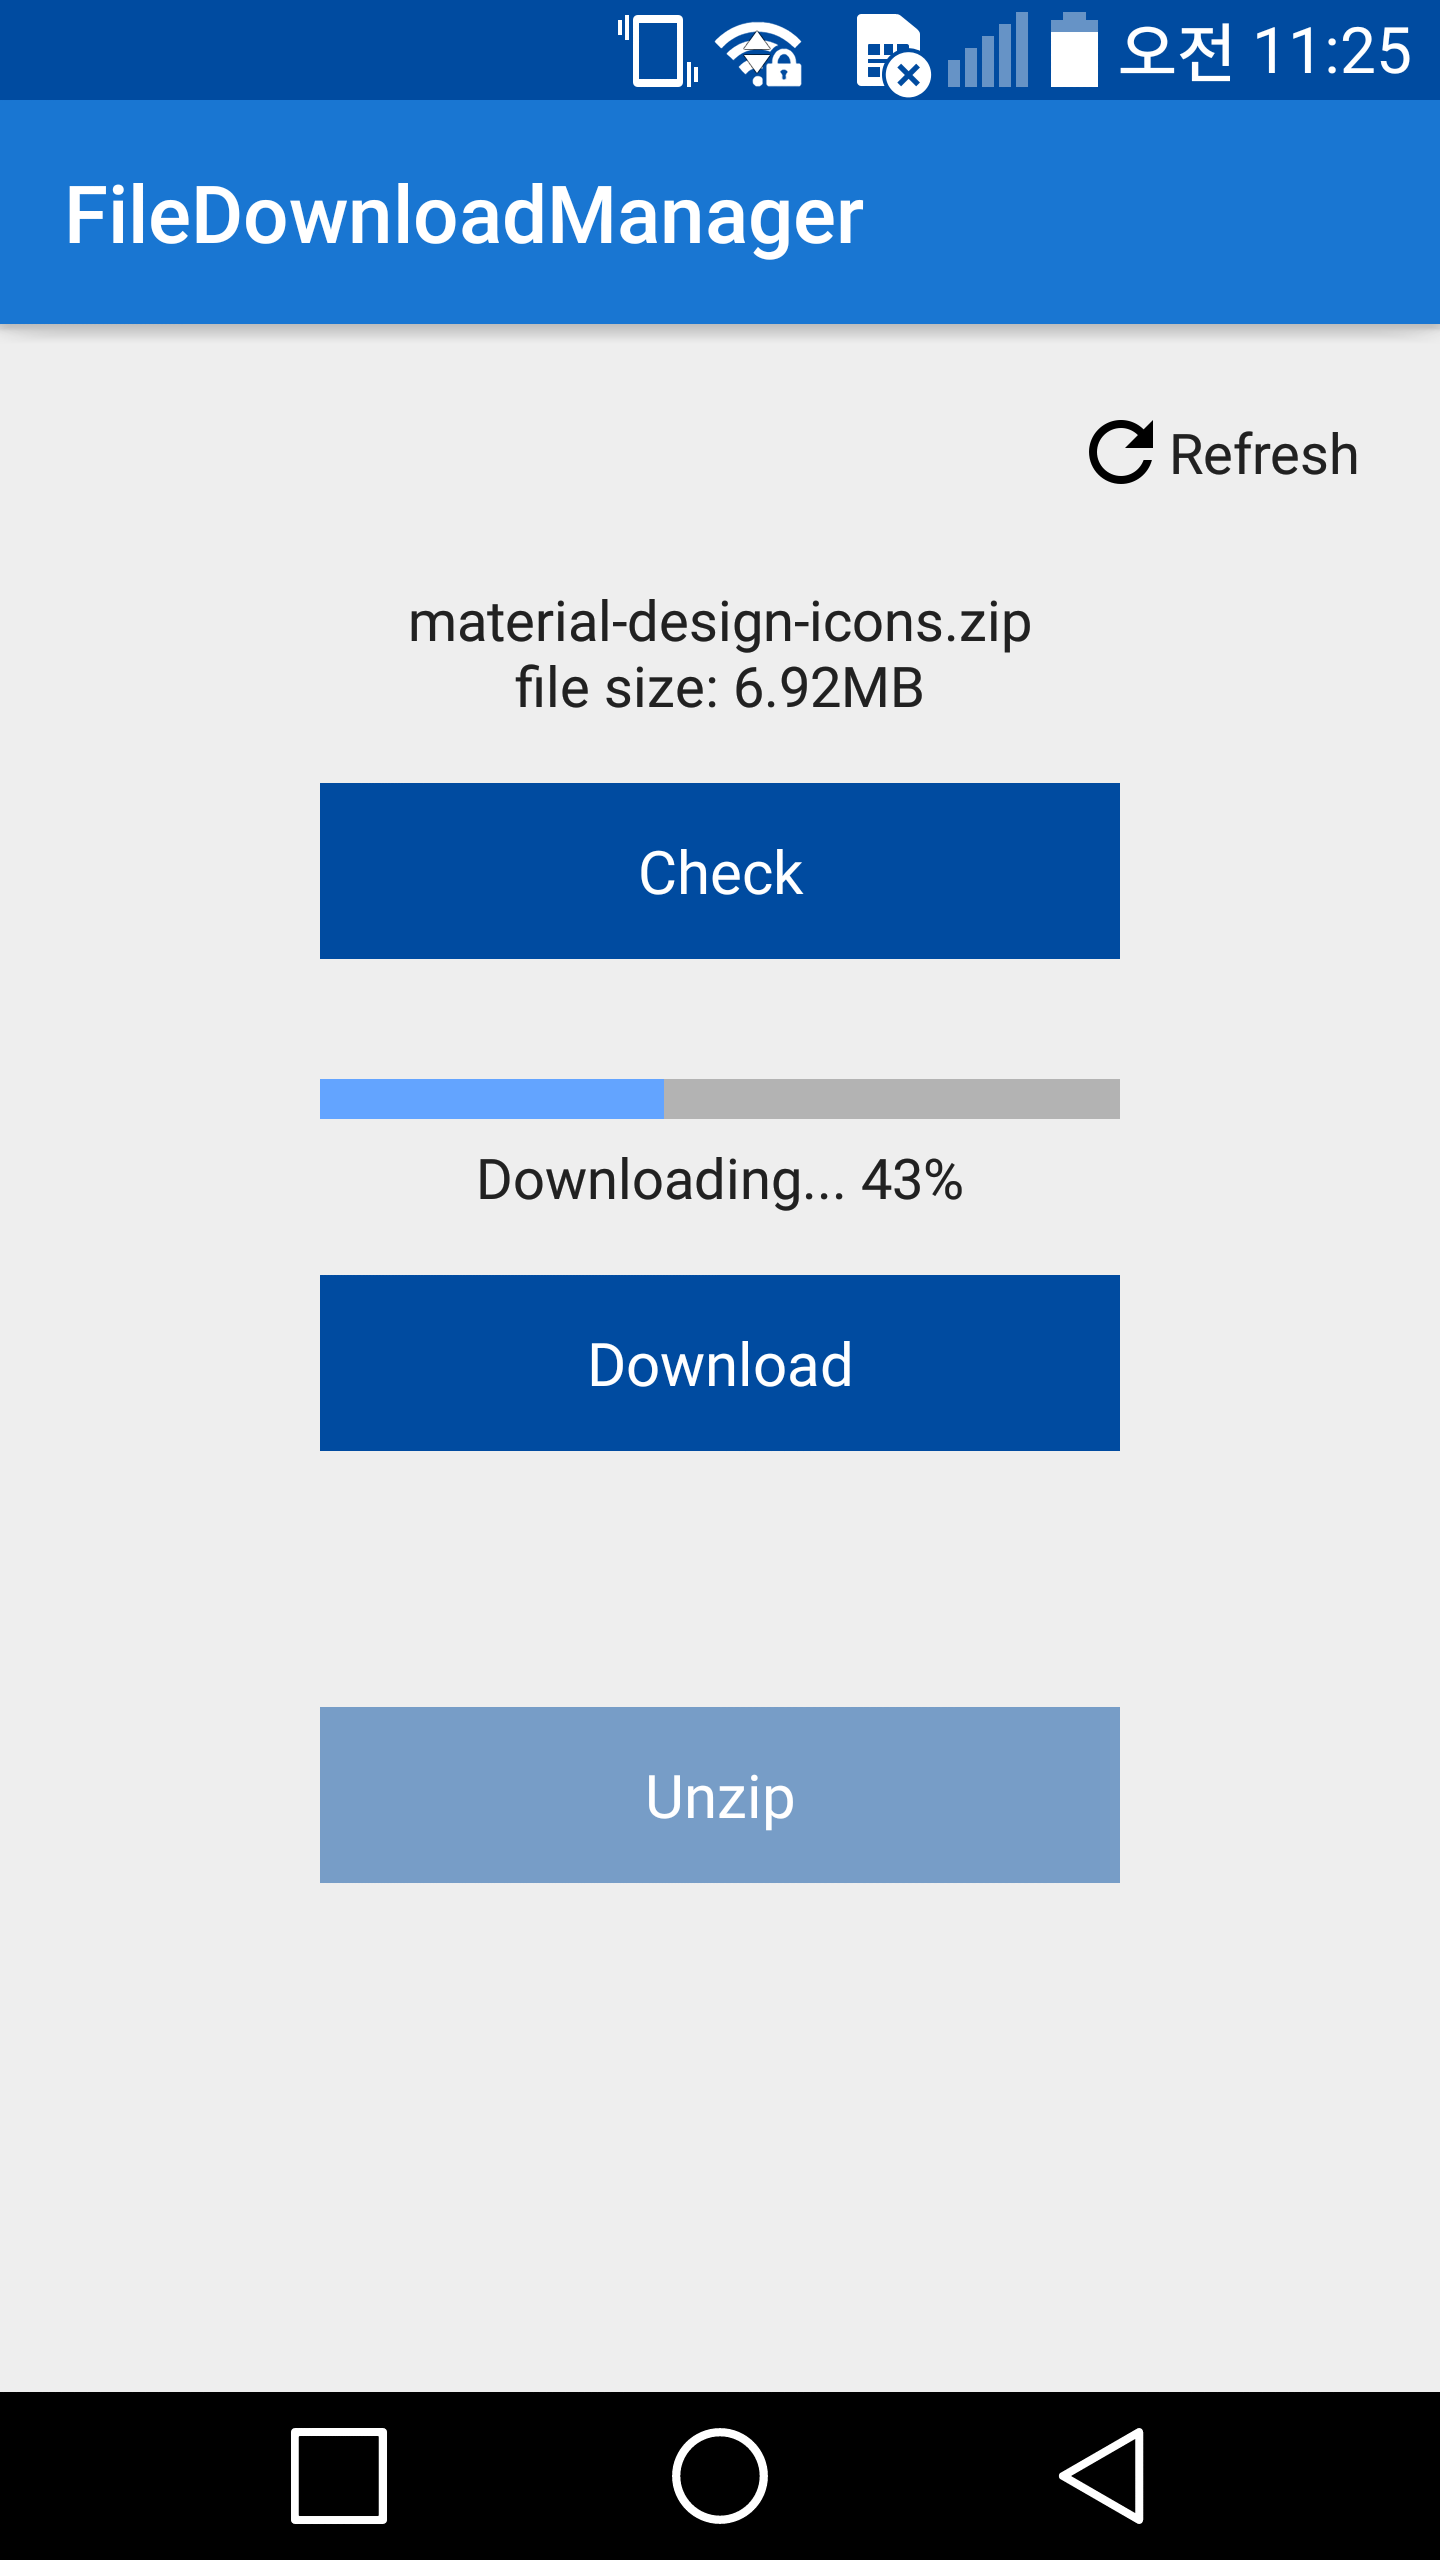 오전 11:25
FileDownloadManager
Refresh
material-design-icons.zip
file size: 6.92MB
Check
Downloading... 43%
Download
Unzip